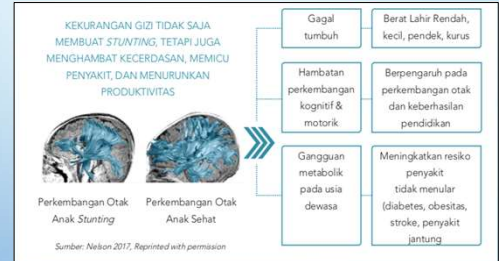 KEKURANGAN GIZI TIDAK SAJA
MEMBUAT STUNTING, TETAPI JUGA
MENGHAMBAT KECERDASAN, MEMICU
PENYAKIT, DAN MENURUNKAN
PRODUKTIVITAS
Perkembangan Otak
Anak Stunting
Perkembangan Otak
Anak Sehat
Sumber: Nelson 2017, Reprinted with permission
Gagal
tumbuh
Berat Lahir Rendah,
kecil, pendek, kurus
Hambatan
perkembangan
kognitif &
motorik
Berpengaruh pada
perkembangan otak
dan keberhasilan
pendidikan
Gangguan
metabolik
pada usia
dewasa
Meningkatkan resiko
penyakit
tidak menular
(diabetes, obesitas,
stroke, penyakit
jantung